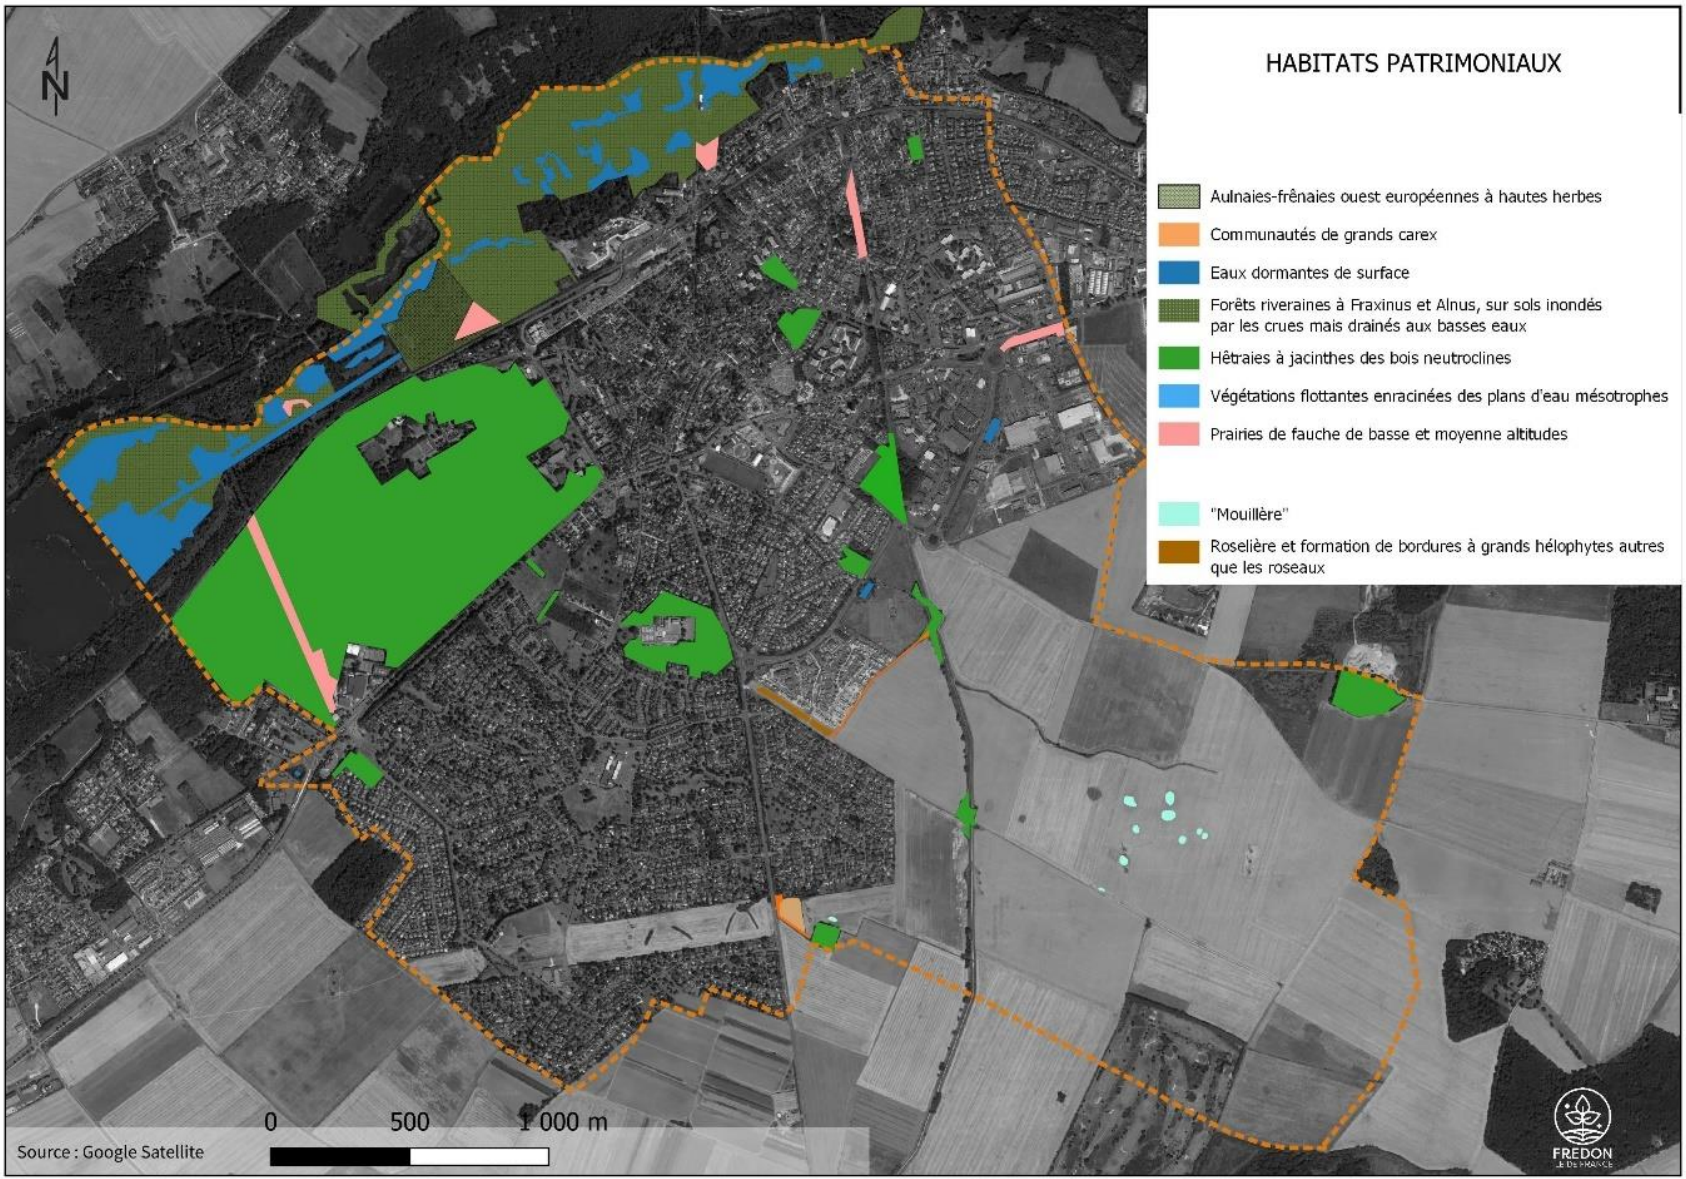 N
HABITATS PATRIMONIAUX
Aulnaies-frênaies ouest européennes à hautes herbes
Communautés de grands carex
Eaux dormantes de surface
Forêts riveraines à Fraxinus et Alnus, sur sols inondés
par les crues mais drainés aux basses eaux
Hêtraies à jacinthes des bois neutroclines
Végétations flottantes enracinées des plans d'eau mésotrophes
Prairies de fauche de basse et moyenne altitudes
"Mouillère"
Roselière et formation de bordures à grands hélophytes autres
que les roseaux
0 500 1 000 m
Source : Google Satellite
FREDON
ILE DE FRANCE